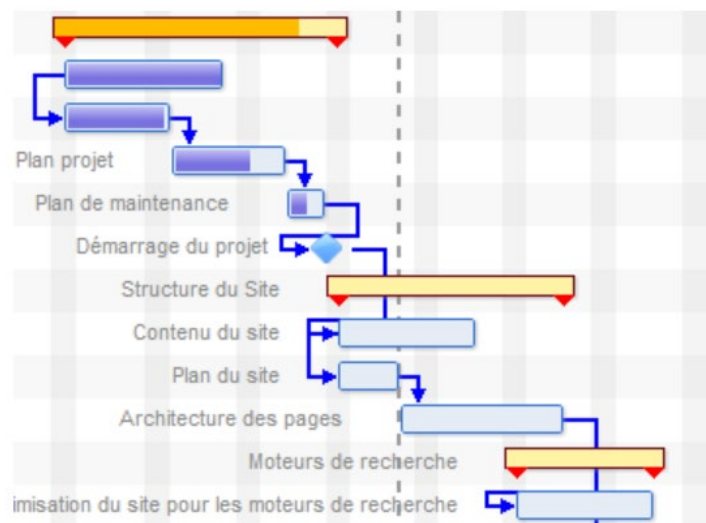 Plan projet
Plan de maintenance
Démarrage du projet
Structure du Site
Contenu du site
Plan du site
Architecture des pages
Moteurs de recherche
imisation du site pour les moteurs de recherche